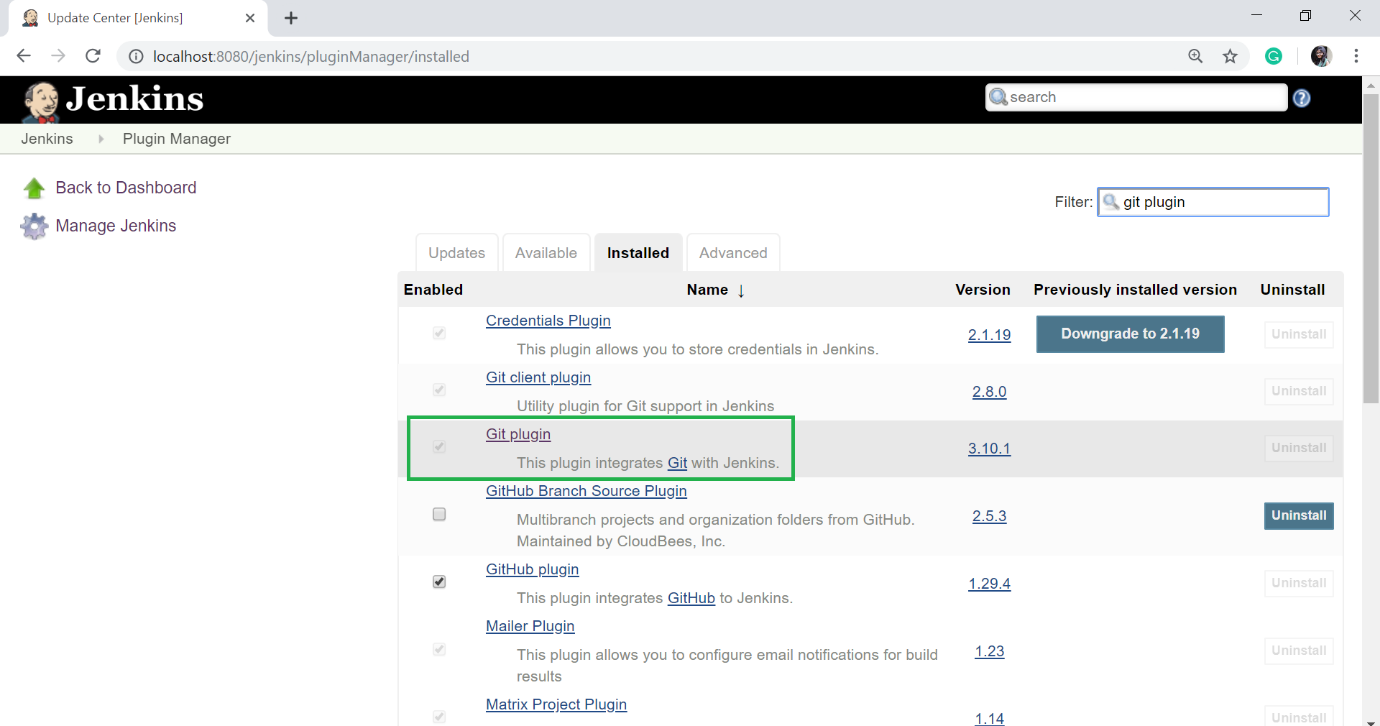 Update Center [Jenkins]
localhost:8080/jenkins/pluginManager/installed
Jenkins
search
Jenkins
Plugin Manager
Back to Dashboard
Manage Jenkins
Filter: git plugin
Updates Available Installed Advanced
Enabled Name ↓ Version Previously installed version Uninstall
Credentials Plugin
This plugin allows you to store credentials in Jenkins.
2.1.19 Downgrade to 2.1.19 Uninstall
Git client plugin
Utility plugin for Git support in Jenkins
2.8.0 Uninstall
Git plugin
This plugin integrates Git with Jenkins.
3.10.1 Uninstall
GitHub Branch Source Plugin
Multibranch projects and organization folders from GitHub.
Maintained by CloudBees, Inc.
2.5.3 Uninstall
GitHub plugin
This plugin integrates GitHub to Jenkins.
1.29.4 Uninstall
Mailer Plugin
This plugin allows you to configure email notifications for build
results
1.23 Uninstall
Matrix Project Plugin
1.14 Uninstall